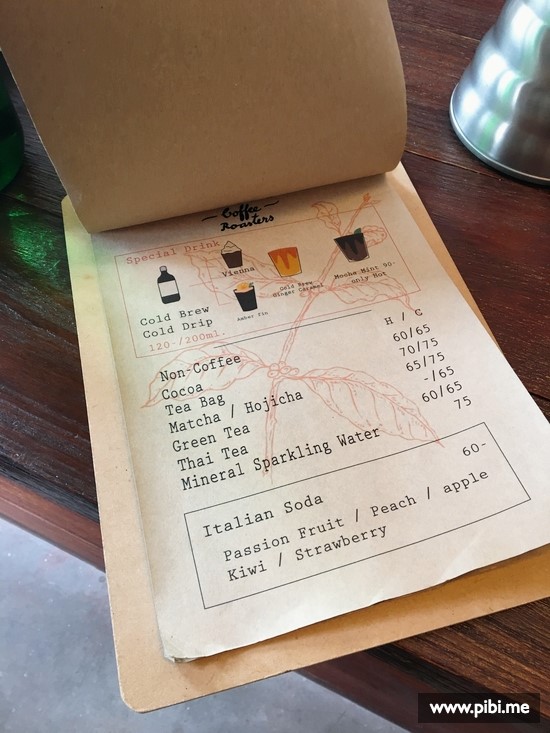 Coffee
Roasters
Special Drink
Vienna
Cold Brew
Ginger Caramel
Mocha Mint 90-
only Hot
Amber Fin
Cold Brew
Cold Drip
120-/200ml.
H / C
Non-Coffee
Cocoa 60/65
Tea Bag 70/75
Matcha / Hojicha 65/75
Green Tea -/65
Thai Tea 60/65
Mineral Sparkling Water 75
Italian Soda 60-
Passion Fruit / Peach / apple
Kiwi / Strawberry
www.pibi.me